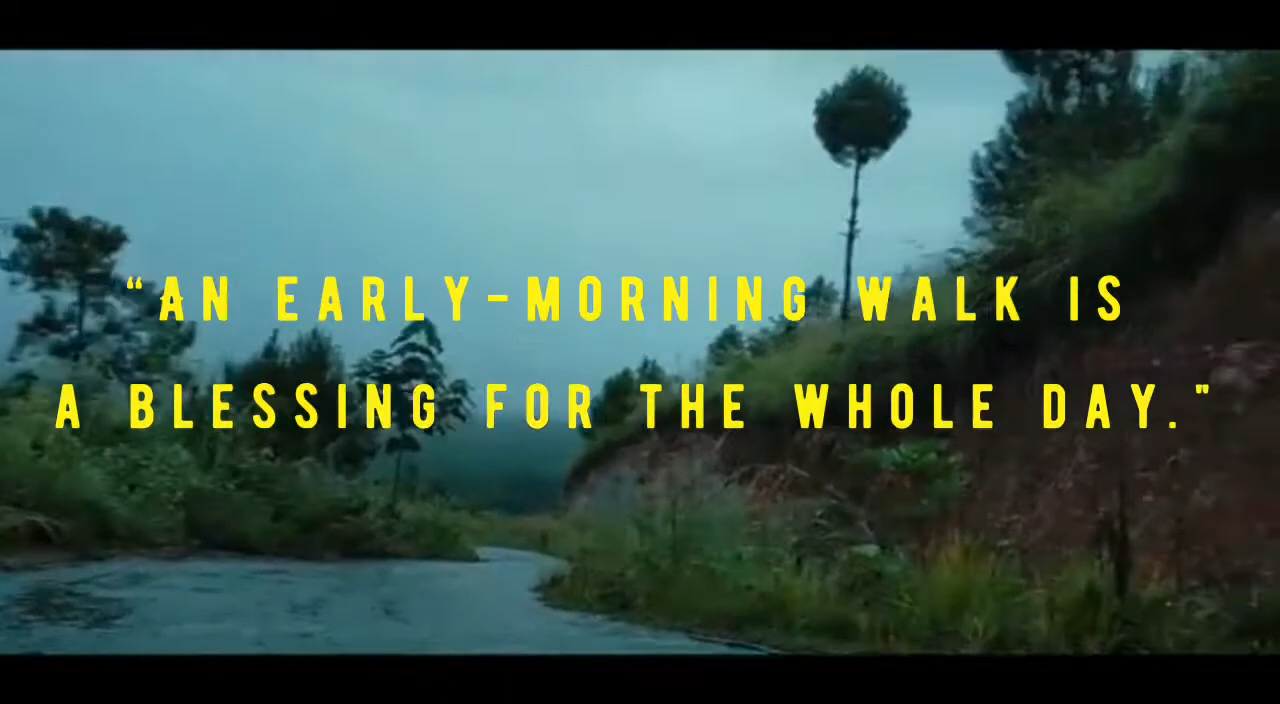 “AN EARLY-MORNING WALK IS
A BLESSING FOR THE WHOLE DAY."